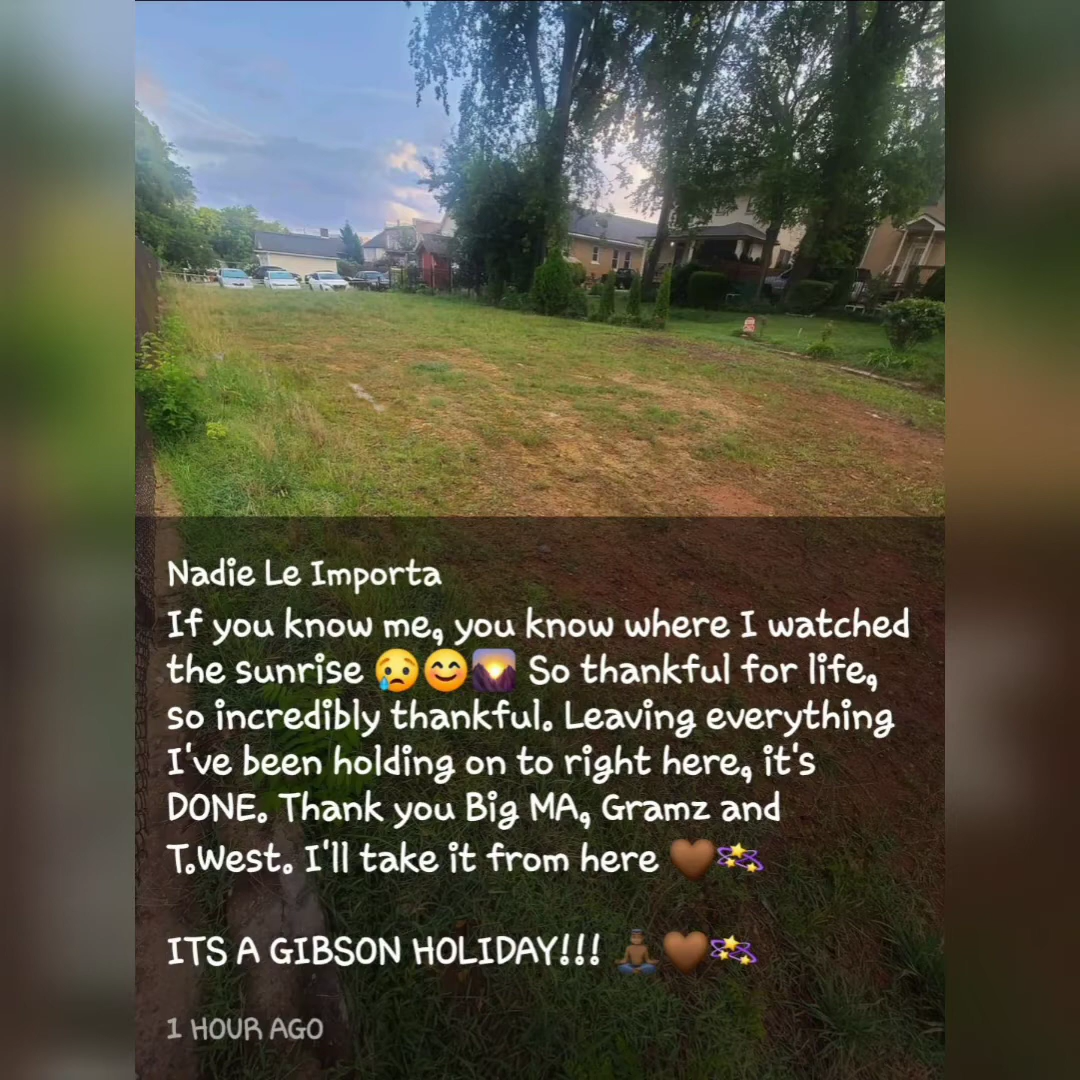 Nadie Le Importa
If you know me, you know where I watched
the sunrise 😢😊🌄 So thankful for life,
so incredibly thankful. Leaving everything
I've been holding on to right here, it's
DONE. Thank you Big MA, Gramz and
T.West. I'll take it from here 🤎💫
ITS A GIBSON HOLIDAY!!! 🧘🏾‍♂️🤎💫
1 HOUR AGO